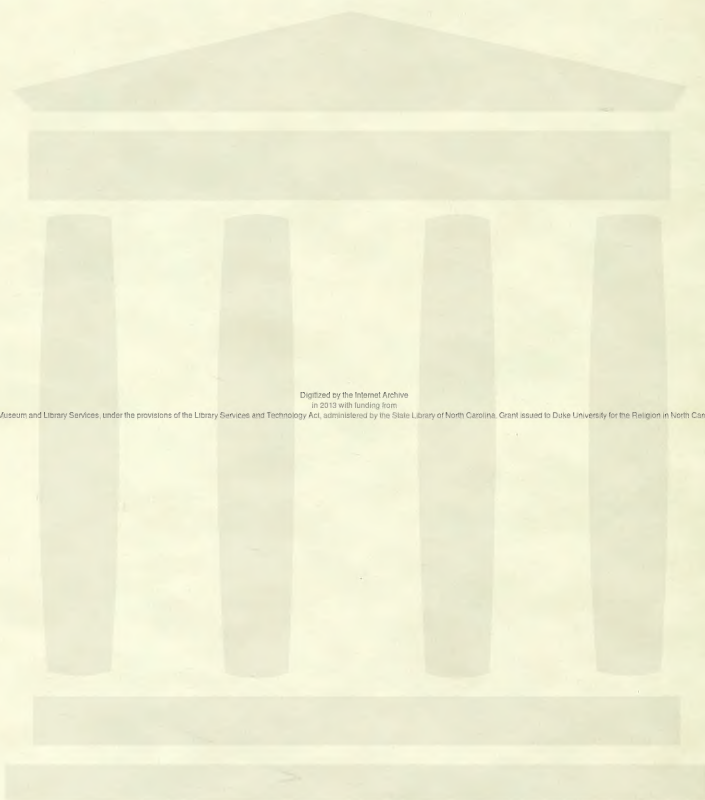 Digitized by the Internet Archive
in 2013 with funding from
Museum and Library Services, under the provisions of the Library Services and Technology Act, administered by the State Library of North Carolina. Grant issued to Duke University for the Religion in North